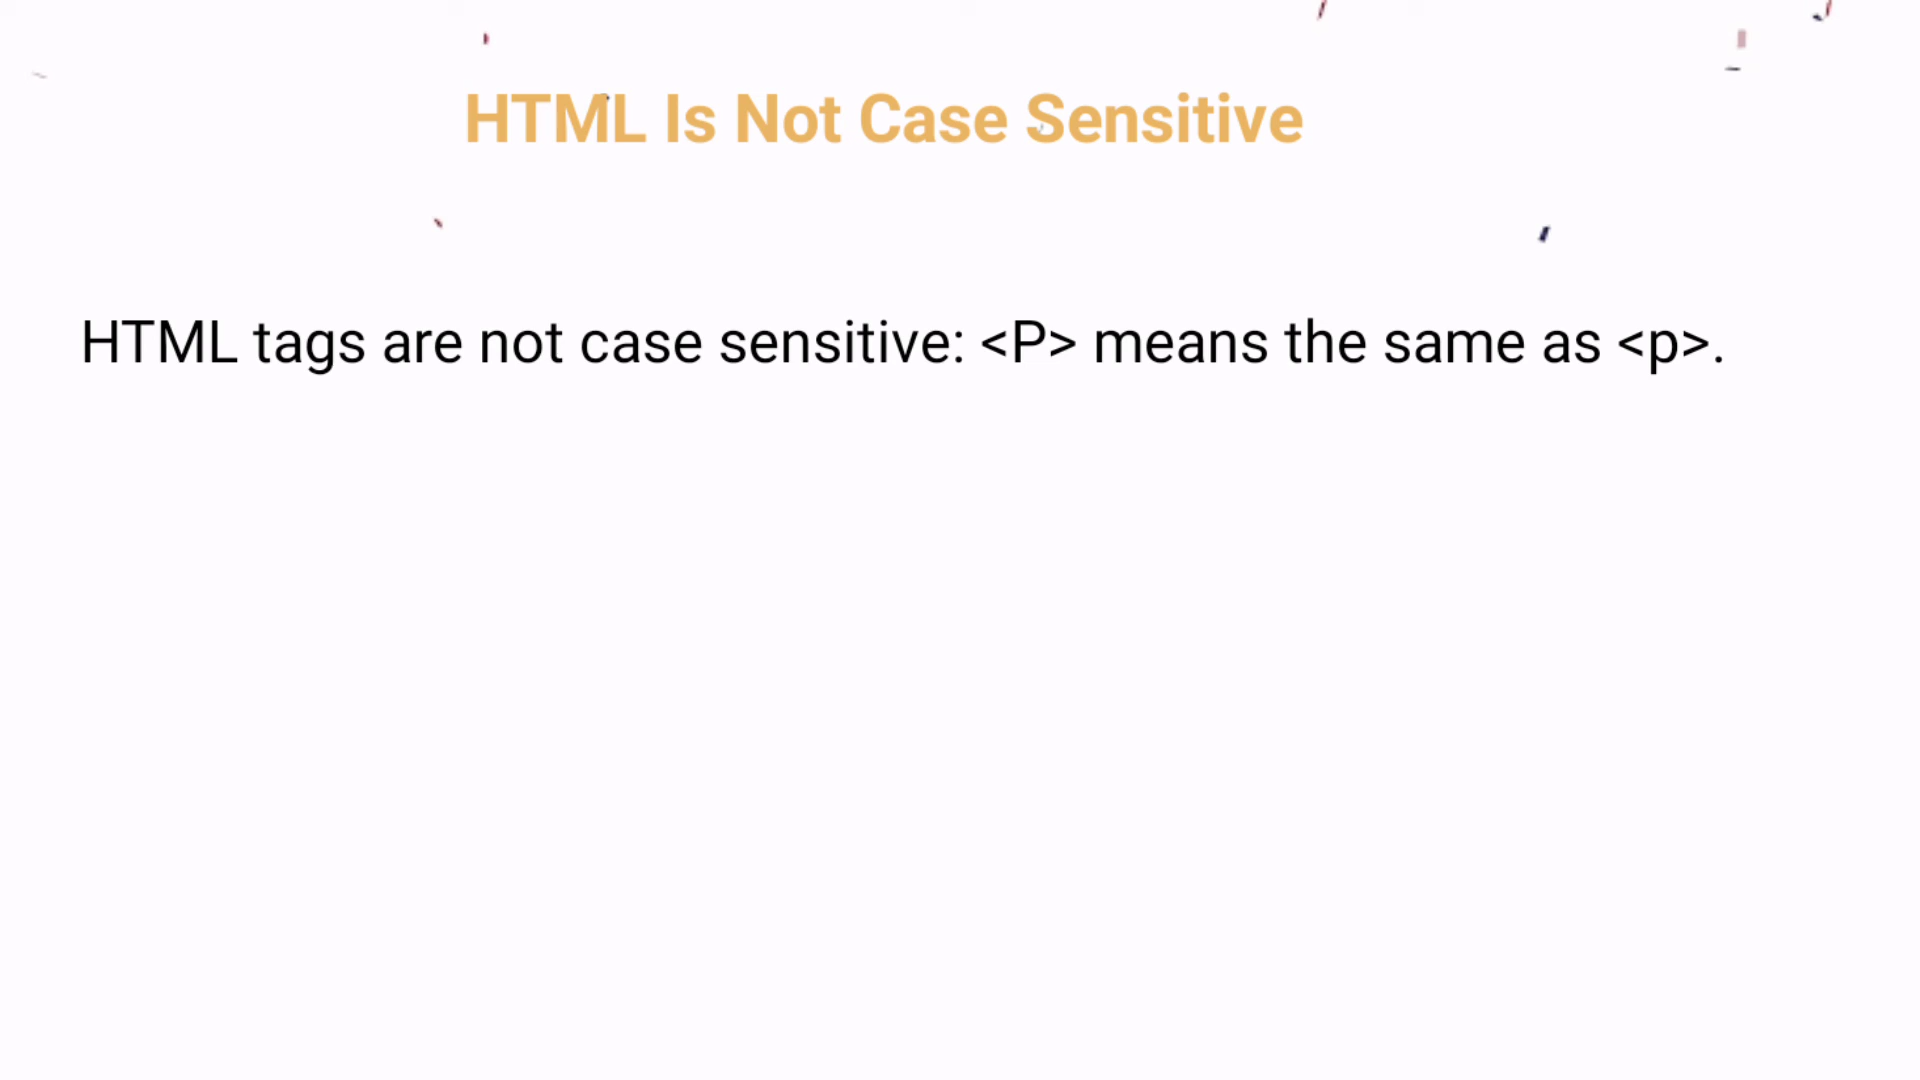 HTML Is Not Case Sensitive
HTML tags are not case sensitive: <P> means the same as <p>.